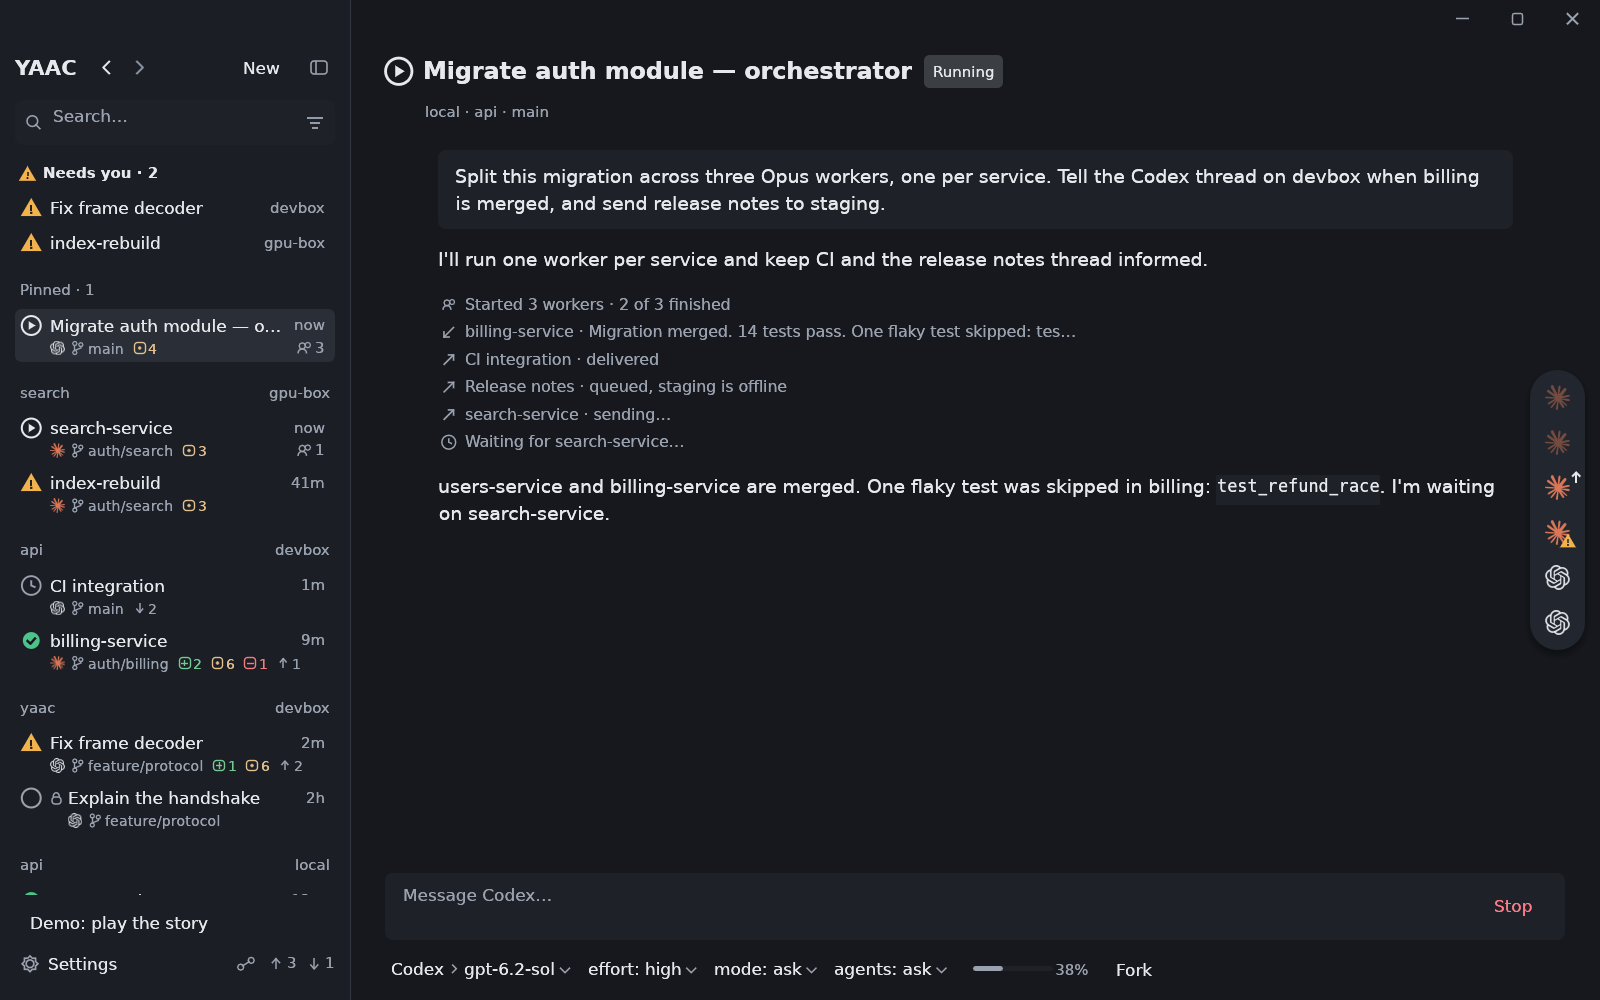 YAAC
New
Search...
Needs you · 2
Fix frame decoder devbox
index-rebuild gpu-box
Pinned · 1
Migrate auth module — o... now
main 4 3
search gpu-box
search-service now
auth/search 3 1
index-rebuild 41m
auth/search 3
api devbox
CI integration 1m
main 2
billing-service 9m
auth/billing 2 6 1 1
yaac devbox
Fix frame decoder 2m
feature/protocol 1 6 2
Explain the handshake 2h
feature/protocol
api local
Demo: play the story
Settings 3 1
Migrate auth module — orchestrator Running
local · api · main
Split this migration across three Opus workers, one per service. Tell the Codex thread on devbox when billing
is merged, and send release notes to staging.
I'll run one worker per service and keep CI and the release notes thread informed.
Started 3 workers · 2 of 3 finished
billing-service · Migration merged. 14 tests pass. One flaky test skipped: tes...
CI integration · delivered
Release notes · queued, staging is offline
search-service · sending...
Waiting for search-service...
users-service and billing-service are merged. One flaky test was skipped in billing: test_refund_race. I'm waiting
on search-service.
Message Codex...
Stop
Codex gpt-6.2-sol effort: high mode: ask agents: ask 38% Fork